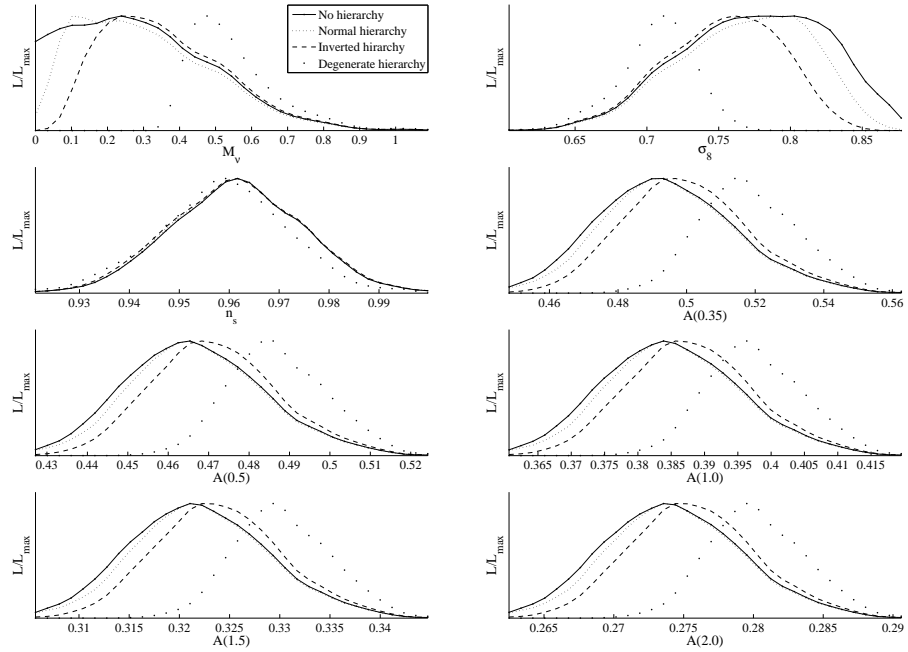 L/L_max
No hierarchy
Normal hierarchy
Inverted hirarchy
Degenerate hierarchy
0 0.1 0.2 0.3 0.4 0.5 0.6 0.7 0.8 0.9 1
M_ν
L/L_max
0.65 0.7 0.75 0.8 0.85
σ_8
L/L_max
0.93 0.94 0.95 0.96 0.97 0.98 0.99
n_s
L/L_max
0.46 0.48 0.5 0.52 0.54 0.56
A(0.35)
L/L_max
0.43 0.44 0.45 0.46 0.47 0.48 0.49 0.5 0.51 0.52
A(0.5)
L/L_max
0.365 0.37 0.375 0.38 0.385 0.39 0.395 0.4 0.405 0.41 0.415
A(1.0)
L/L_max
0.31 0.315 0.32 0.325 0.33 0.335 0.34
A(1.5)
L/L_max
0.265 0.27 0.275 0.28 0.285 0.29
A(2.0)